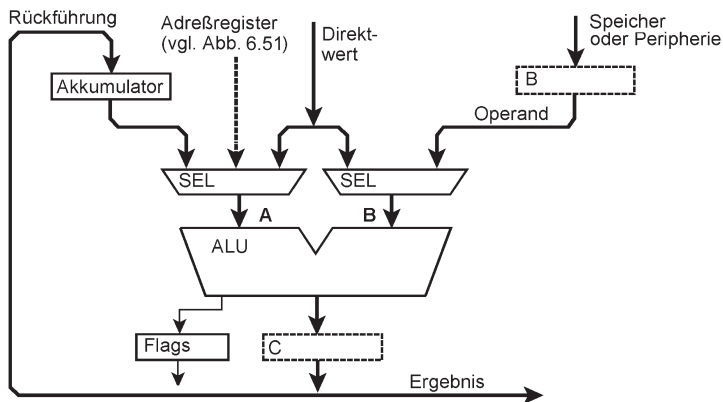 Rückführung
Adreßregister
(vgl. Abb. 6.51)
Direkt-
wert
Speicher
oder Peripherie
Akkumulator
B
Operand
SEL
SEL
A
B
ALU
Flags
C
Ergebnis